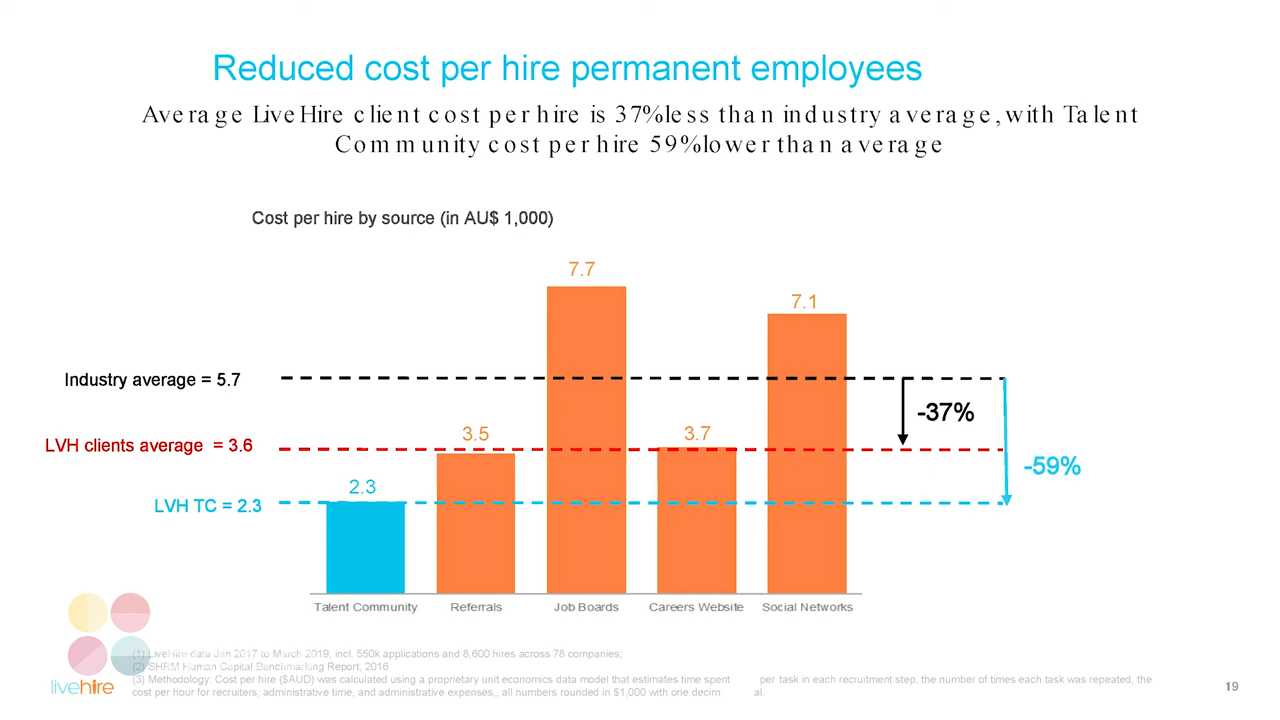 Reduced cost per hire permanent employees
Average LiveHire client cost per hire is 37% less than industry average, with Talent
Community cost per hire 59% lower than average
Cost per hire by source (in AU$ 1,000)
7.7
7.1
Industry average = 5.7
-37%
3.5
3.7
LVH clients average = 3.6
-59%
2.3
LVH TC = 2.3
Talent Community Referrals Job Boards Careers Website Social Networks
(1) LiveHire data Jan 2017 to March 2019, incl. 550k applications and 8,600 hires across 78 companies;
(2) SHRM Human Capital Benchmarking Report, 2016
(3) Methodology: Cost per hire ($AUD) was calculated using a proprietary unit economics data model that estimates time spent per task in each recruitment step, the number of times each task was repeated, the
cost per hour for recruiters, administrative time, and administrative expenses,, all numbers rounded in $1,000 with one decim al.
livehire
19